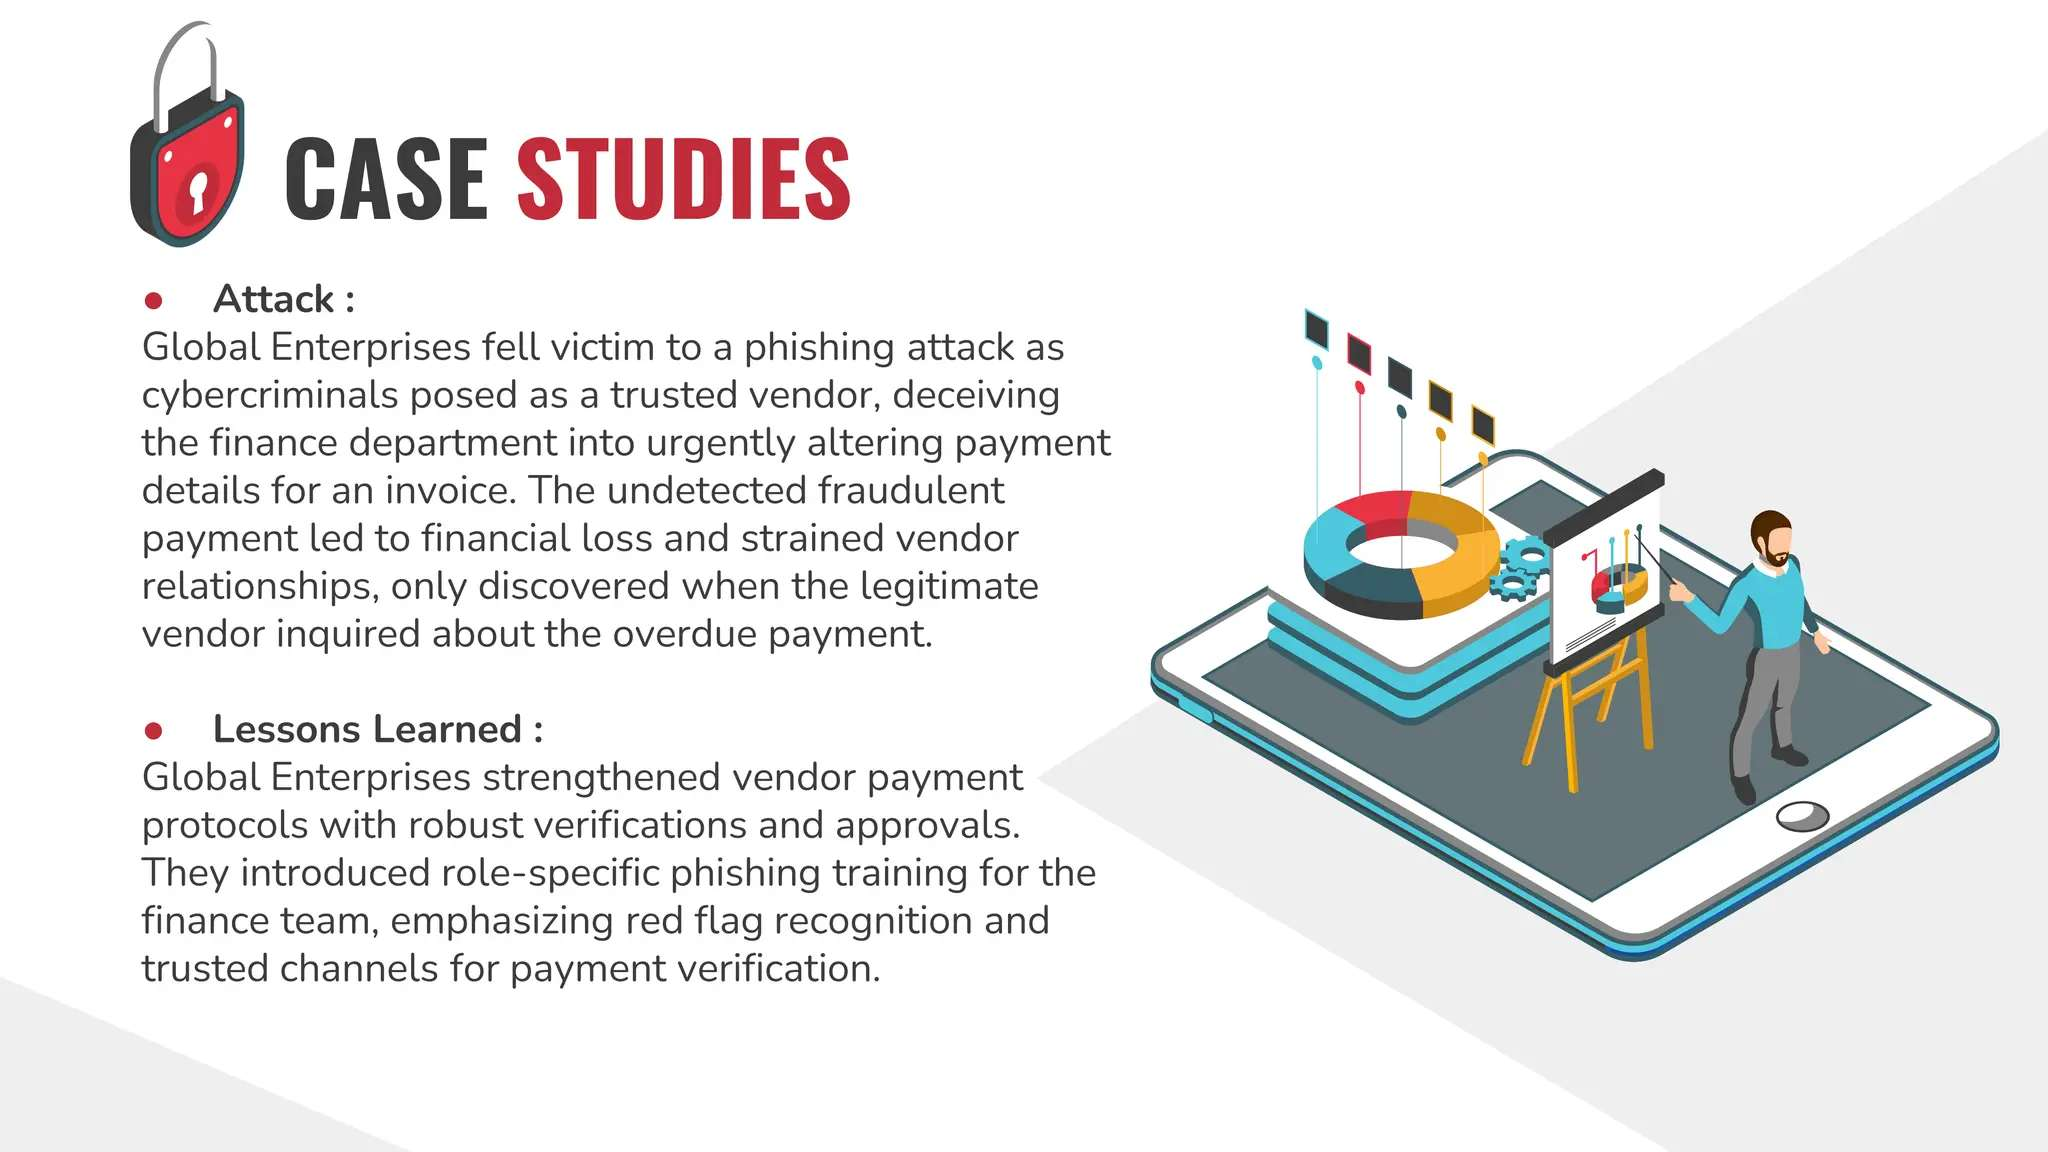 CASE STUDIES
● Attack :
Global Enterprises fell victim to a phishing attack as
cybercriminals posed as a trusted vendor, deceiving
the finance department into urgently altering payment
details for an invoice. The undetected fraudulent
payment led to financial loss and strained vendor
relationships, only discovered when the legitimate
vendor inquired about the overdue payment.
● Lessons Learned :
Global Enterprises strengthened vendor payment
protocols with robust verifications and approvals.
They introduced role-specific phishing training for the
finance team, emphasizing red flag recognition and
trusted channels for payment verification.